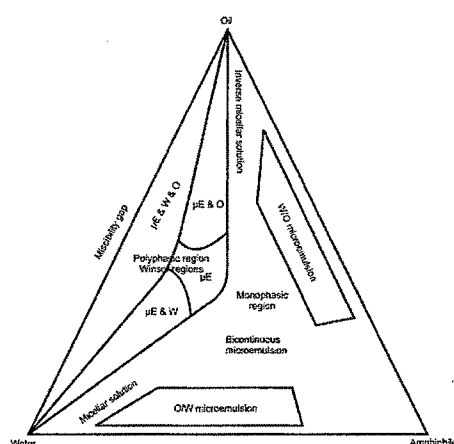 Oil
Inverse micellar solution
Miscibility gap
µE & W & O
µE & O
W/O microemulsion
Polyphasic region
Winsor regions
µE
Monophasic
region
µE & W
Bicontinuous
microemulsion
Micellar solution
O/W microemulsion
Water
Amphiphile